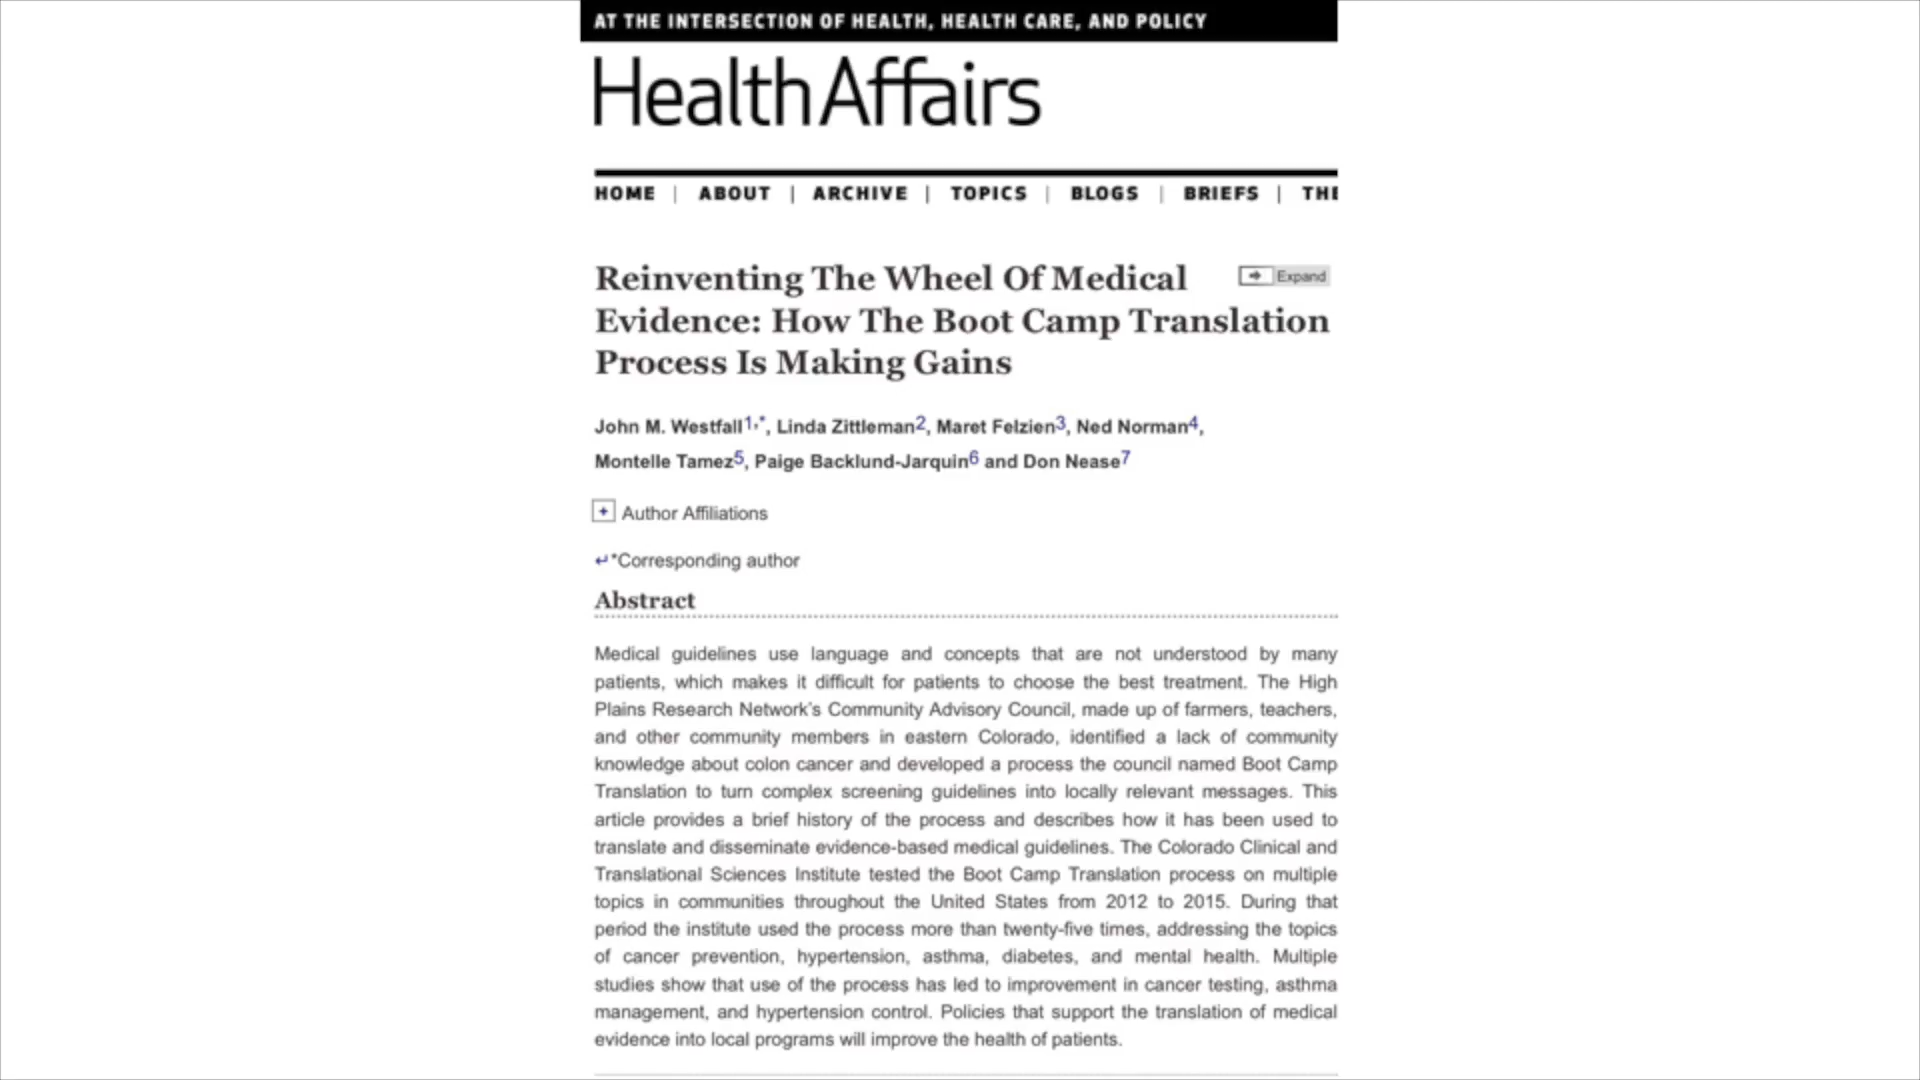 AT THE INTERSECTION OF HEALTH, HEALTH CARE, AND POLICY
HealthAffairs
HOME | ABOUT | ARCHIVE | TOPICS | BLOGS | BRIEFS | THE
Reinventing The Wheel Of Medical
Expand
Evidence: How The Boot Camp Translation
Process Is Making Gains
John M. Westfall1,*, Linda Zittleman2, Maret Felzien3, Ned Norman4,
Montelle Tamez5, Paige Backlund-Jarquin6 and Don Nease7
+ Author Affiliations
↵*Corresponding author
Abstract
Medical guidelines use language and concepts that are not understood by many
patients, which makes it difficult for patients to choose the best treatment. The High
Plains Research Network's Community Advisory Council, made up of farmers, teachers,
and other community members in eastern Colorado, identified a lack of community
knowledge about colon cancer and developed a process the council named Boot Camp
Translation to turn complex screening guidelines into locally relevant messages. This
article provides a brief history of the process and describes how it has been used to
translate and disseminate evidence-based medical guidelines. The Colorado Clinical and
Translational Sciences Institute tested the Boot Camp Translation process on multiple
topics in communities throughout the United States from 2012 to 2015. During that
period the institute used the process more than twenty-five times, addressing the topics
of cancer prevention, hypertension, asthma, diabetes, and mental health. Multiple
studies show that use of the process has led to improvement in cancer testing, asthma
management, and hypertension control. Policies that support the translation of medical
evidence into local programs will improve the health of patients.